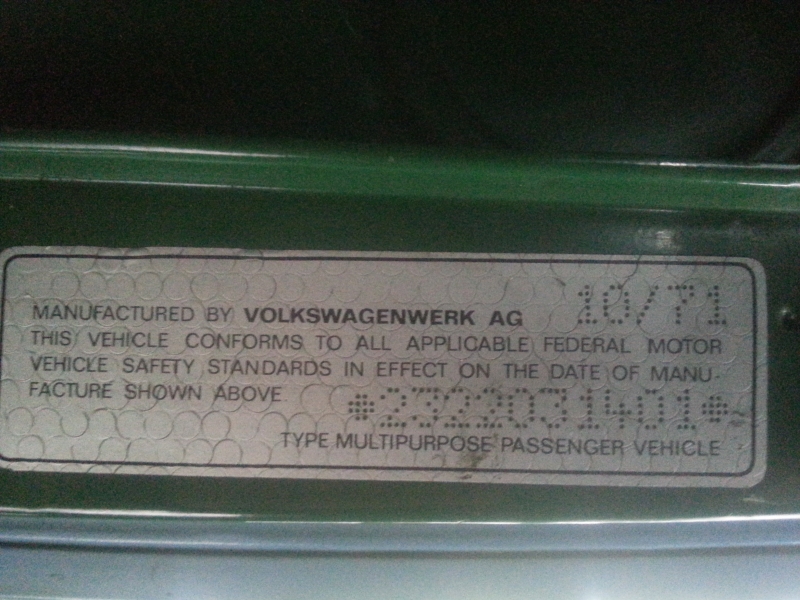 MANUFACTURED BY VOLKSWAGENWERK AG 10/71
THIS VEHICLE CONFORMS TO ALL APPLICABLE FEDERAL MOTOR
VEHICLE SAFETY STANDARDS IN EFFECT ON THE DATE OF MANU-
FACTURE SHOWN ABOVE
*2322031401*
TYPE MULTIPURPOSE PASSENGER VEHICLE